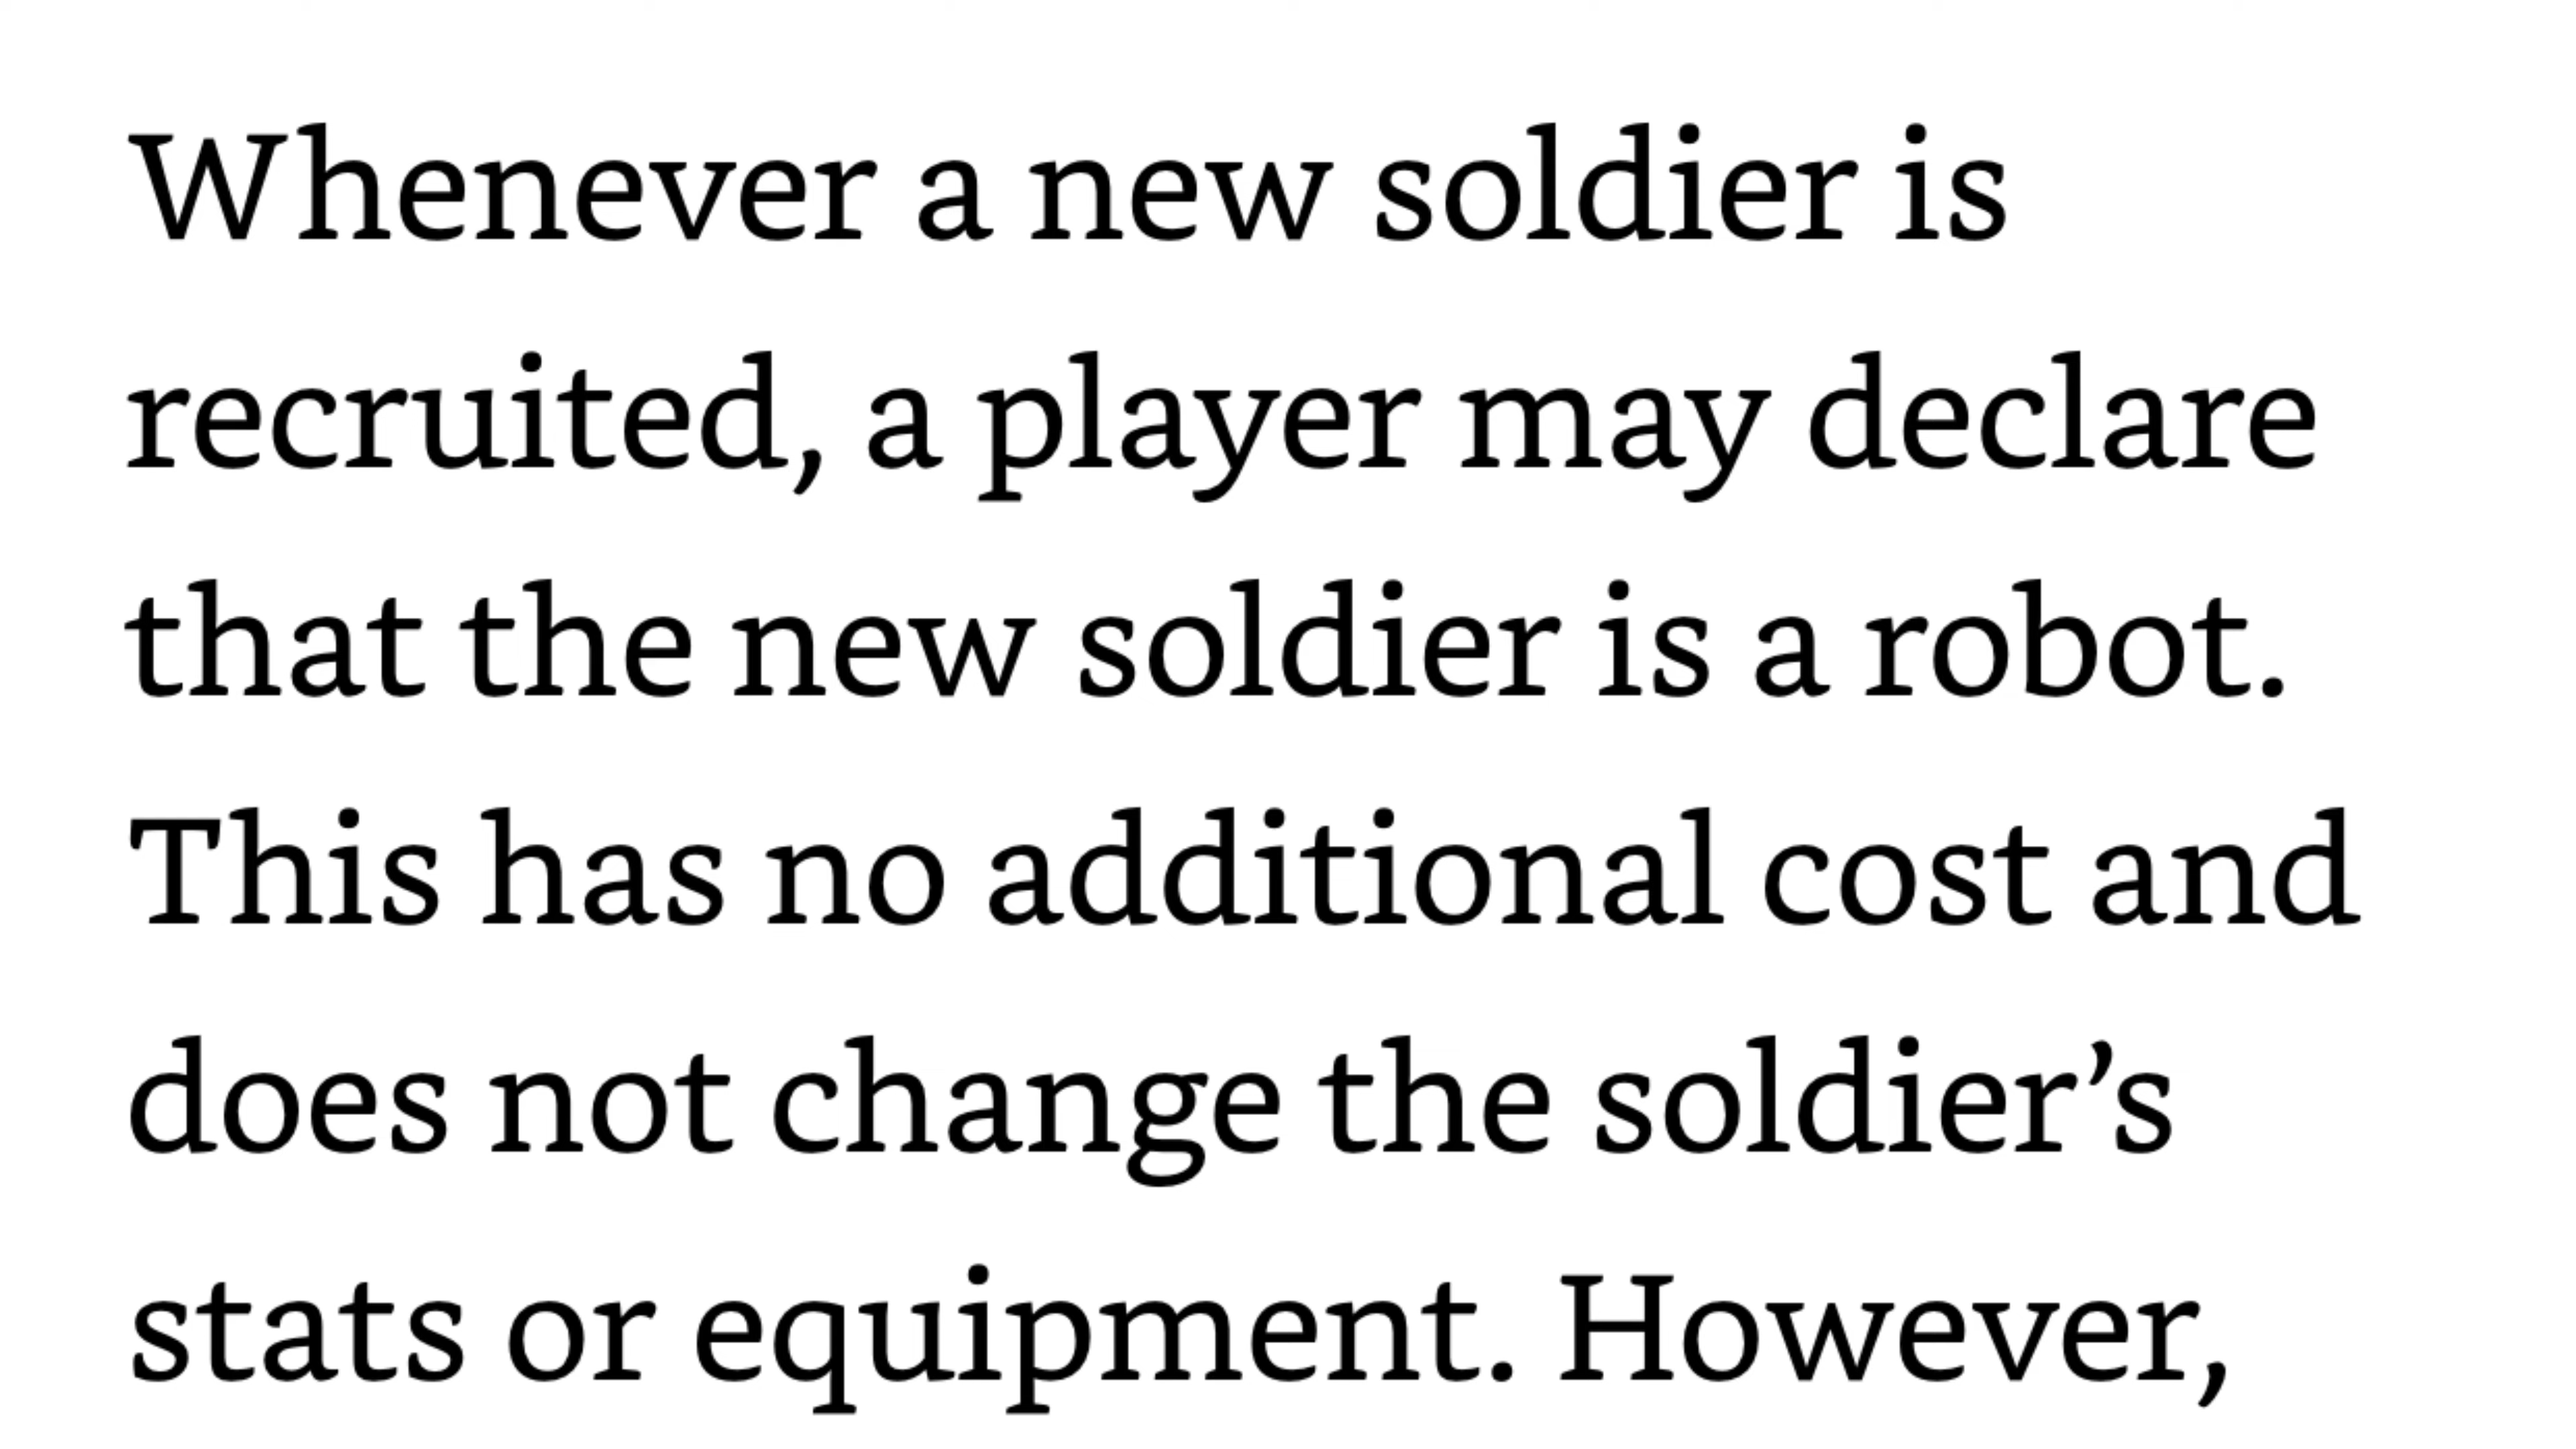 Whenever a new soldier is
recruited, a player may declare
that the new soldier is a robot.
This has no additional cost and
does not change the soldier’s
stats or equipment. However,